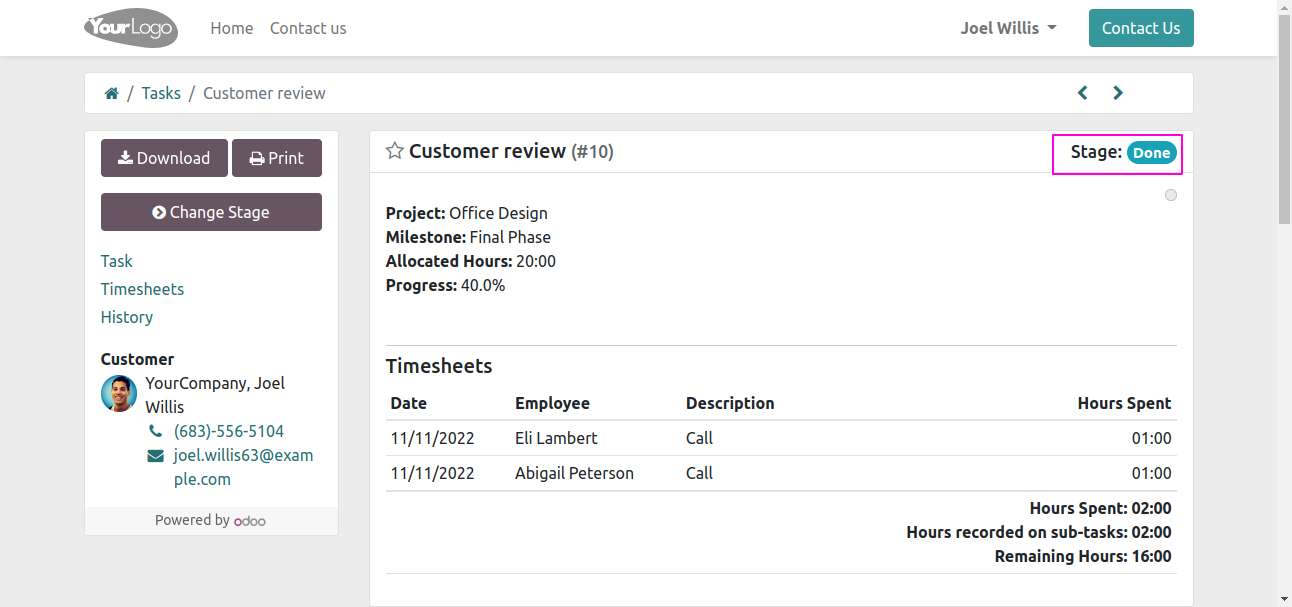 YourLogo
Home
Contact us
Joel Willis
Contact Us
/ Tasks / Customer review
Download
Print
Change Stage
Task
Timesheets
History
Customer
YourCompany, Joel
Willis
(683)-556-5104
joel.willis63@exam
ple.com
Powered by odoo
Customer review (#10)
Stage: Done
Project: Office Design
Milestone: Final Phase
Allocated Hours: 20:00
Progress: 40.0%
Timesheets
Date Employee Description Hours Spent
11/11/2022 Eli Lambert Call 01:00
11/11/2022 Abigail Peterson Call 01:00
Hours Spent: 02:00
Hours recorded on sub-tasks: 02:00
Remaining Hours: 16:00